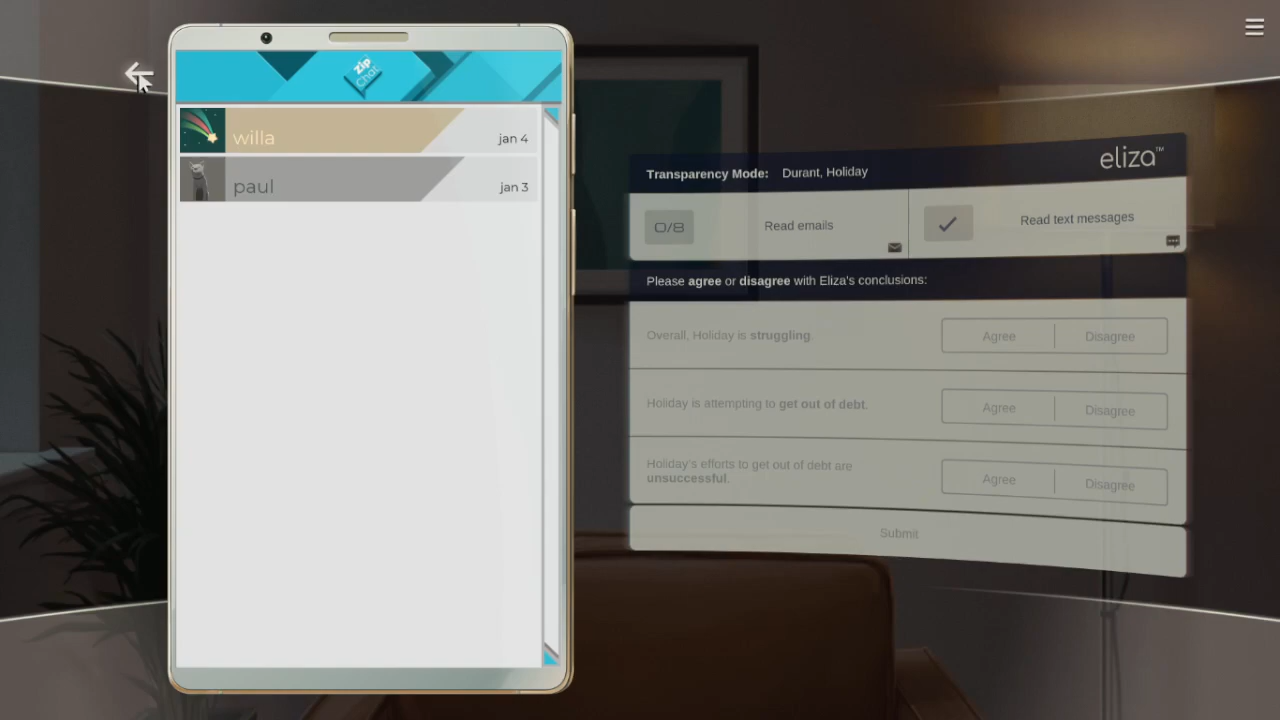 zip
Chat
willa
jan 4
paul
jan 3
eliza™
Transparency Mode: Durant, Holiday
0/8
Read emails
Read text messages
Please agree or disagree with Eliza's conclusions:
Overall, Holiday is struggling.
Agree
Disagree
Holiday is attempting to get out of debt.
Agree
Disagree
Holiday's efforts to get out of debt are
unsuccessful.
Agree
Disagree
Submit